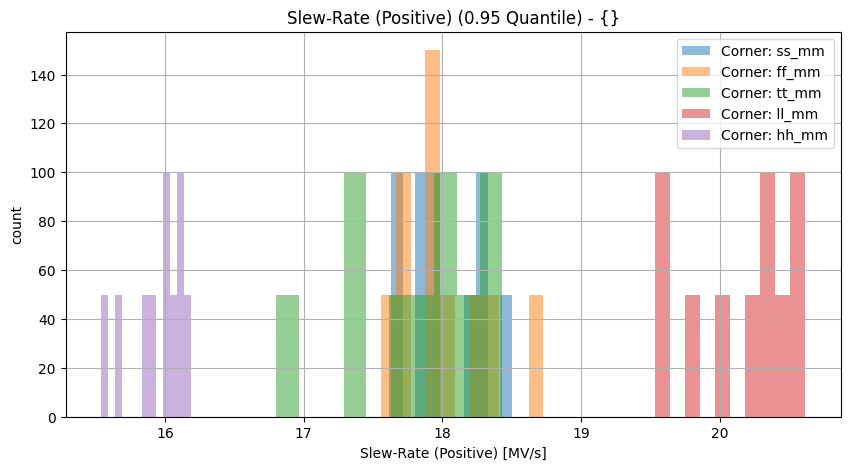 Slew-Rate (Positive) (0.95 Quantile) - {}
Corner: ss_mm
Corner: ff_mm
Corner: tt_mm
Corner: ll_mm
Corner: hh_mm
count
140
120
100
80
60
40
20
0
16 17 18 19 20
Slew-Rate (Positive) [MV/s]